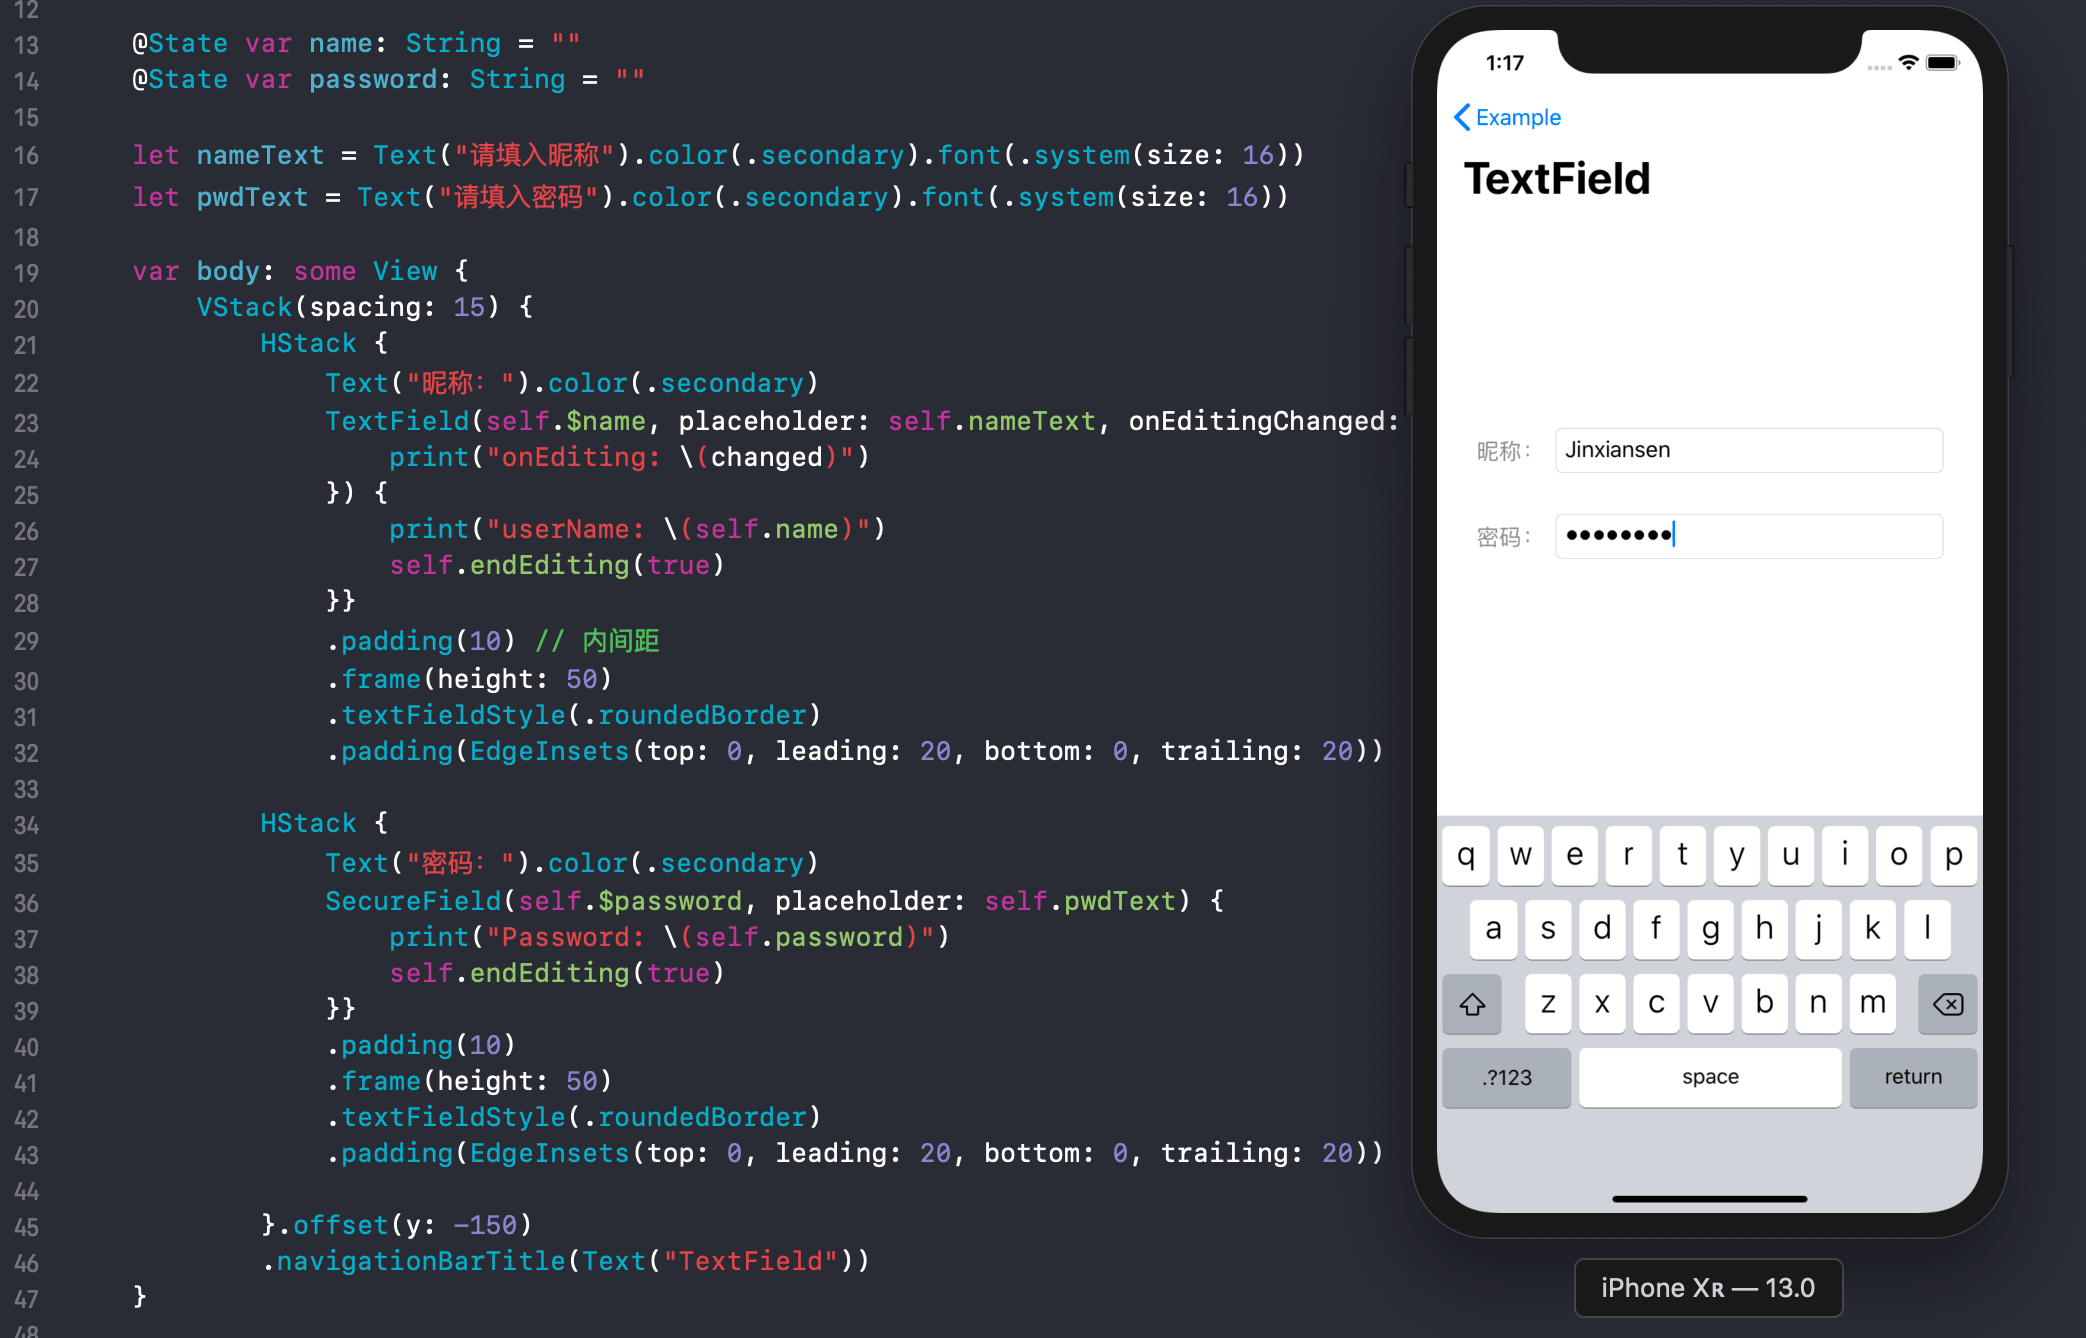 12
13 @State var name: String = ""
14 @State var password: String = ""
15
16 let nameText = Text("请填入昵称").color(.secondary).font(.system(size: 16))
17 let pwdText = Text("请填入密码").color(.secondary).font(.system(size: 16))
18
19 var body: some View {
20 VStack(spacing: 15) {
21 HStack {
22 Text("昵称：").color(.secondary)
23 TextField(self.$name, placeholder: self.nameText, onEditingChanged:
24 print("onEditing: \(changed)")
25 }) {
26 print("userName: \(self.name)")
27 self.endEditing(true)
28 }}
29 .padding(10) // 内间距
30 .frame(height: 50)
31 .textFieldStyle(.roundedBorder)
32 .padding(EdgeInsets(top: 0, leading: 20, bottom: 0, trailing: 20))
33
34 HStack {
35 Text("密码：").color(.secondary)
36 SecureField(self.$password, placeholder: self.pwdText) {
37 print("Password: \(self.password)")
38 self.endEditing(true)
39 }}
40 .padding(10)
41 .frame(height: 50)
42 .textFieldStyle(.roundedBorder)
43 .padding(EdgeInsets(top: 0, leading: 20, bottom: 0, trailing: 20))
44
45 }.offset(y: -150)
46 .navigationBarTitle(Text("TextField"))
47 }
48
1:17
Example
TextField
昵称： Jinxiansen
密码： ••••••••
q w e r t y u i o p
a s d f g h j k l
z x c v b n m
.?123 space return
iPhone Xʀ — 13.0